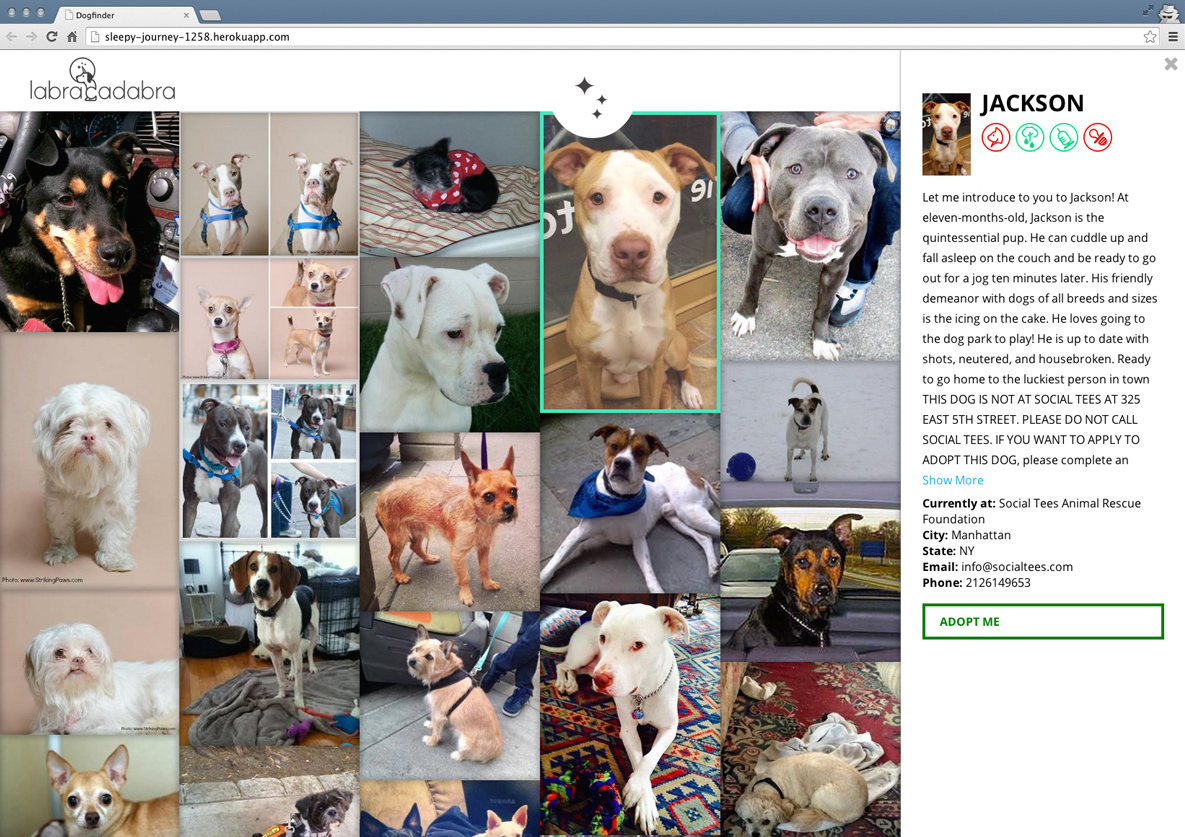 Dogfinder
sleepy-journey-1258.herokuapp.com
labracadabra
JACKSON
Let me introduce to you to Jackson! At
eleven-months-old, Jackson is the
quintessential pup. He can cuddle up and
fall asleep on the couch and be ready to go
out for a jog ten minutes later. His friendly
demeanor with dogs of all breeds and sizes
is the icing on the cake. He loves going to
the dog park to play! He is up to date with
shots, neutered, and housebroken. Ready
to go home to the luckiest person in town
THIS DOG IS NOT AT SOCIAL TEES AT 325
EAST 5TH STREET. PLEASE DO NOT CALL
SOCIAL TEES. IF YOU WANT TO APPLY TO
ADOPT THIS DOG, please complete an
Show More
Currently at: Social Tees Animal Rescue
Foundation
City: Manhattan
State: NY
Email: info@socialtees.com
Phone: 2126149653
ADOPT ME
Photo: www.StrikingPaws.com
Photo: www.StrikingPaws.com